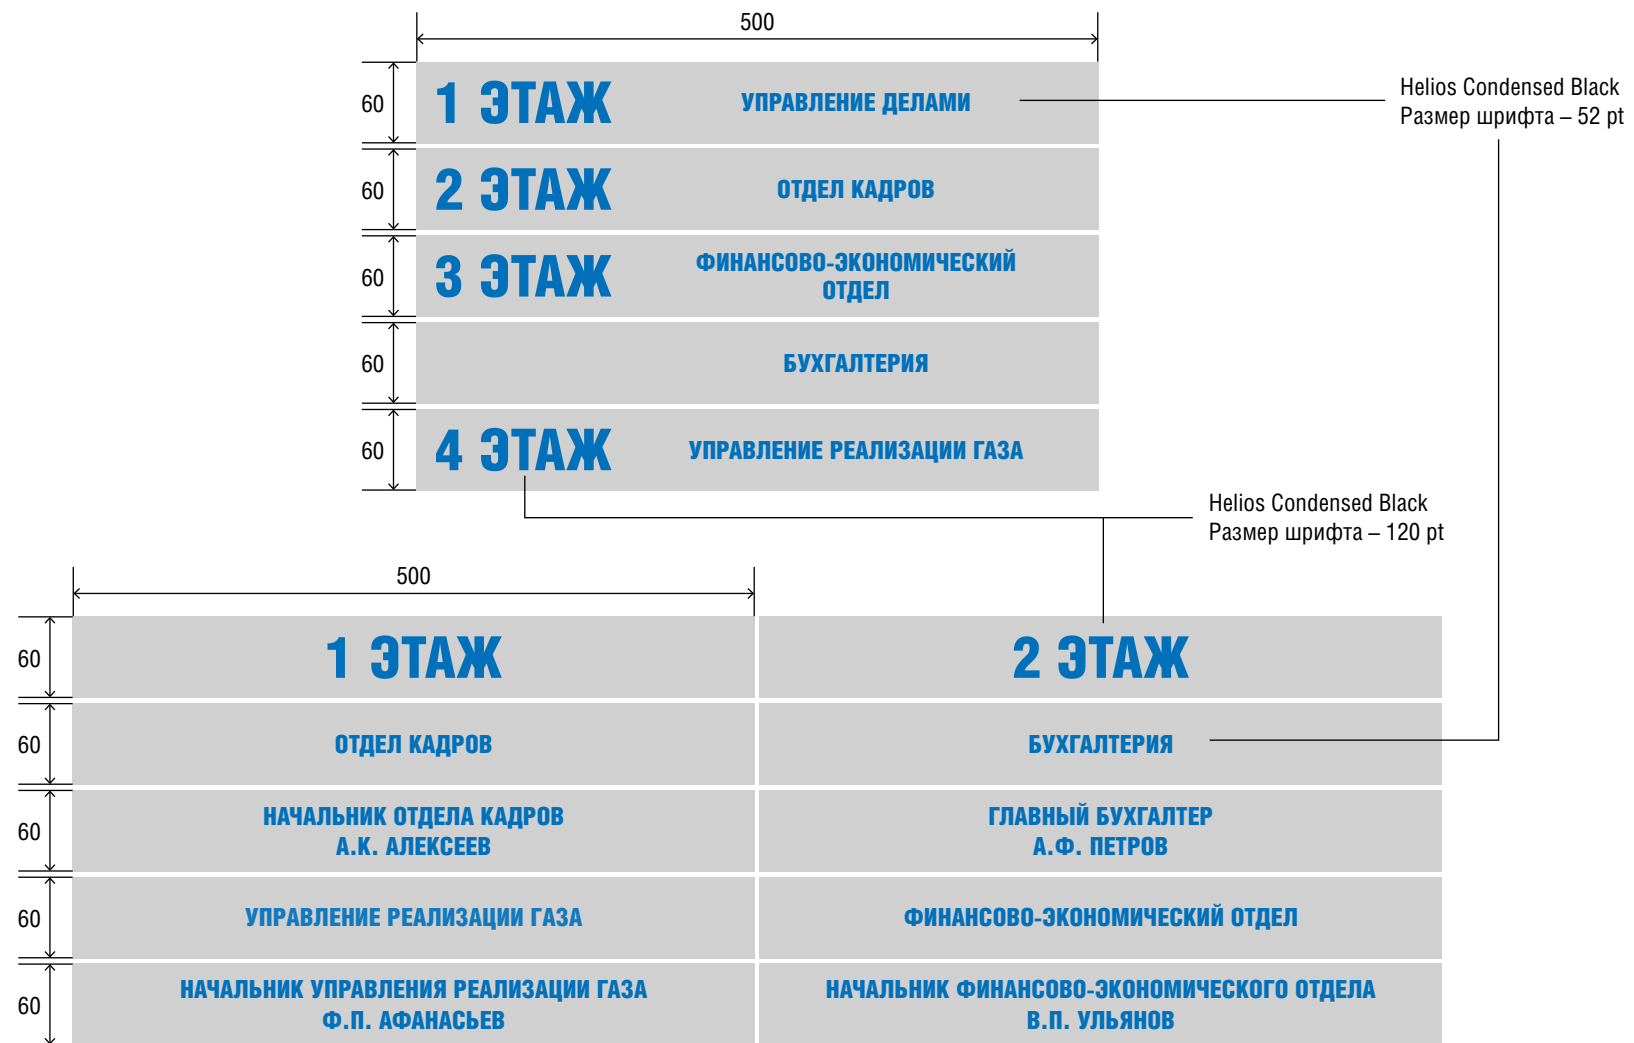 500
60
1 ЭТАЖ
УПРАВЛЕНИЕ ДЕЛАМИ
Helios Condensed Black
Размер шрифта – 52 pt
60
2 ЭТАЖ
ОТДЕЛ КАДРОВ
60
3 ЭТАЖ
ФИНАНСОВО-ЭКОНОМИЧЕСКИЙ
ОТДЕЛ
60
БУХГАЛТЕРИЯ
60
4 ЭТАЖ
УПРАВЛЕНИЕ РЕАЛИЗАЦИИ ГАЗА
Helios Condensed Black
Размер шрифта – 120 pt
500
60
1 ЭТАЖ
2 ЭТАЖ
60
ОТДЕЛ КАДРОВ
БУХГАЛТЕРИЯ
60
НАЧАЛЬНИК ОТДЕЛА КАДРОВ
А.К. АЛЕКСЕЕВ
ГЛАВНЫЙ БУХГАЛТЕР
А.Ф. ПЕТРОВ
60
УПРАВЛЕНИЕ РЕАЛИЗАЦИИ ГАЗА
ФИНАНСОВО-ЭКОНОМИЧЕСКИЙ ОТДЕЛ
60
НАЧАЛЬНИК УПРАВЛЕНИЯ РЕАЛИЗАЦИИ ГАЗА
Ф.П. АФАНАСЬЕВ
НАЧАЛЬНИК ФИНАНСОВО-ЭКОНОМИЧЕСКОГО ОТДЕЛА
В.П. УЛЬЯНОВ